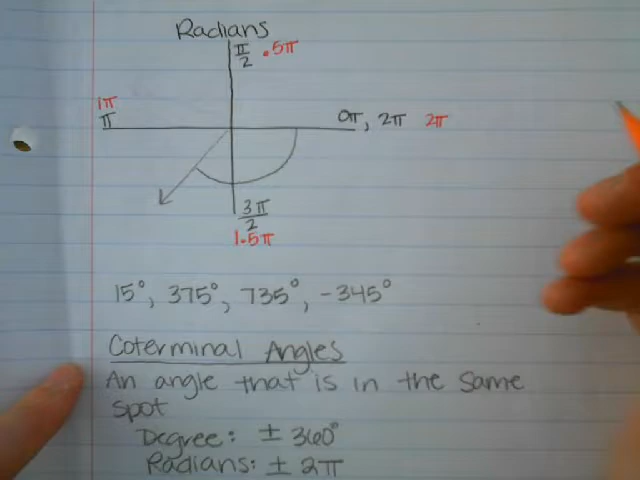 Radians
π/2 .5π
1π
π
0π, 2π 2π
3π/2
1.5π
15°, 375°, 735°, -345°
Coterminal Angles
An angle that is in the same
spot
Degree: ± 360°
Radians: ± 2π